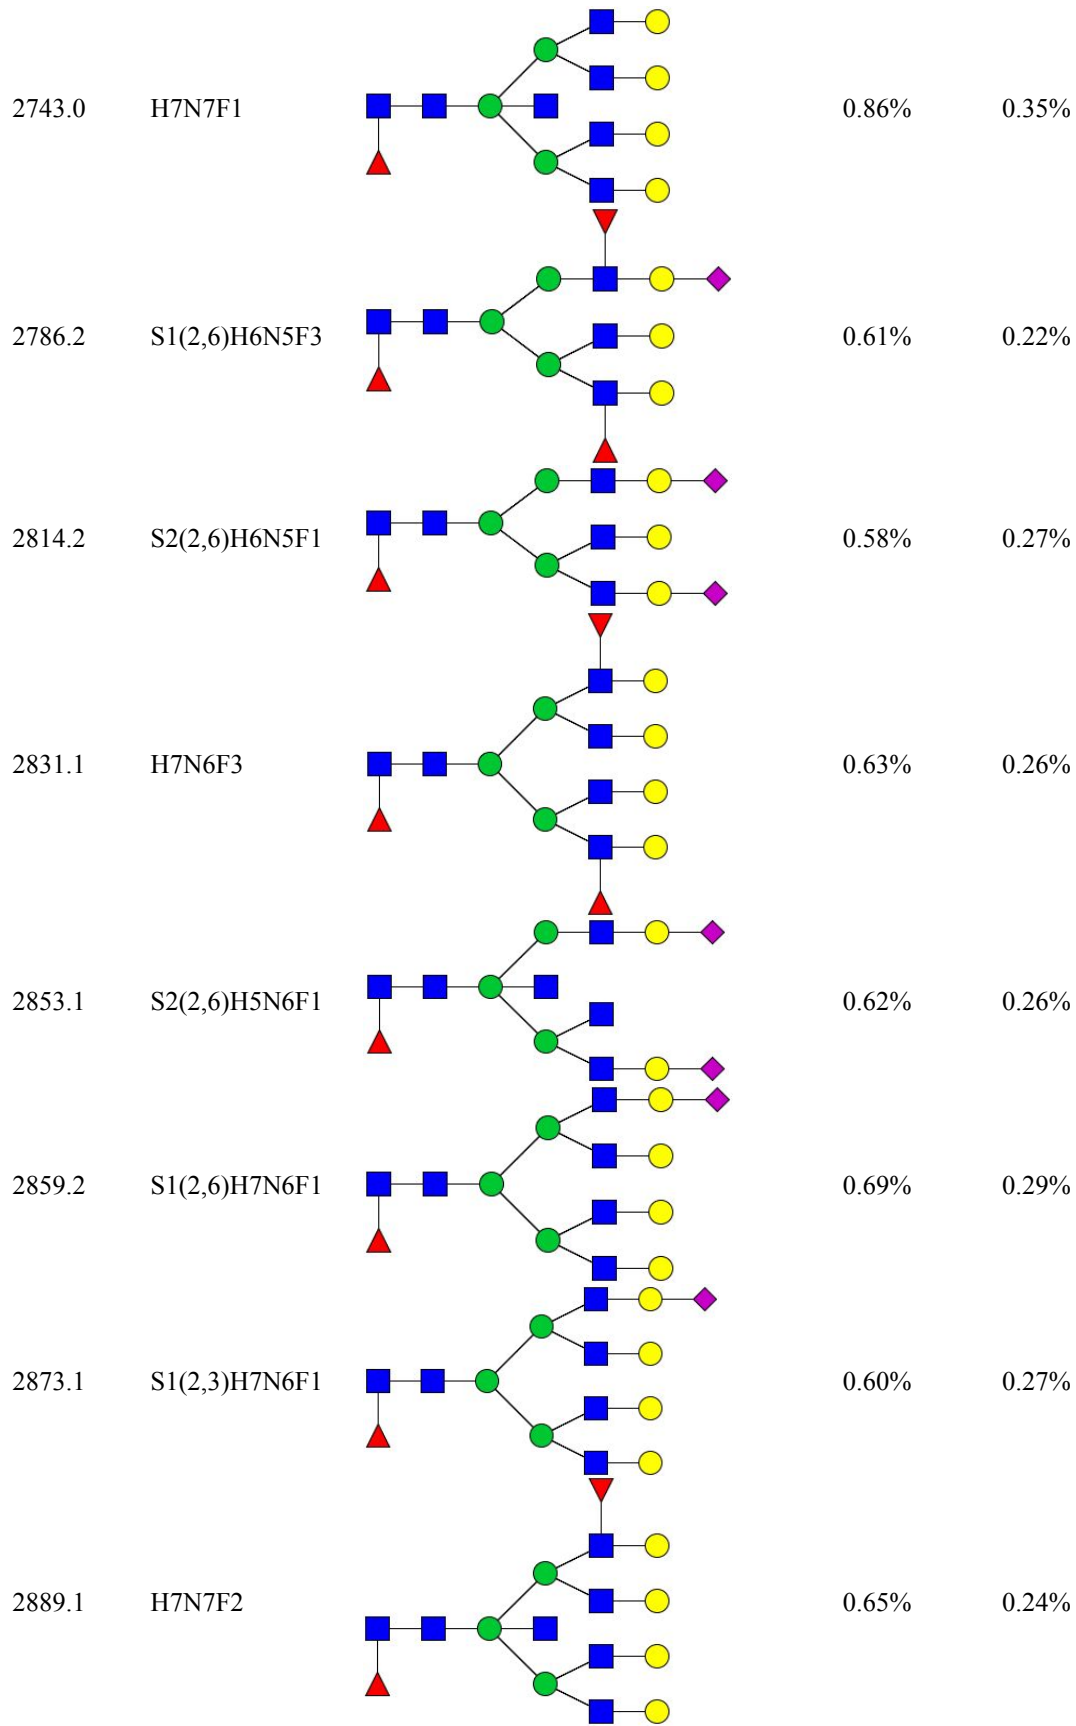 2743.0 H7N7F1 0.86% 0.35%
2786.2 S1(2,6)H6N5F3 0.61% 0.22%
2814.2 S2(2,6)H6N5F1 0.58% 0.27%
2831.1 H7N6F3 0.63% 0.26%
2853.1 S2(2,6)H5N6F1 0.62% 0.26%
2859.2 S1(2,6)H7N6F1 0.69% 0.29%
2873.1 S1(2,3)H7N6F1 0.60% 0.27%
2889.1 H7N7F2 0.65% 0.24%